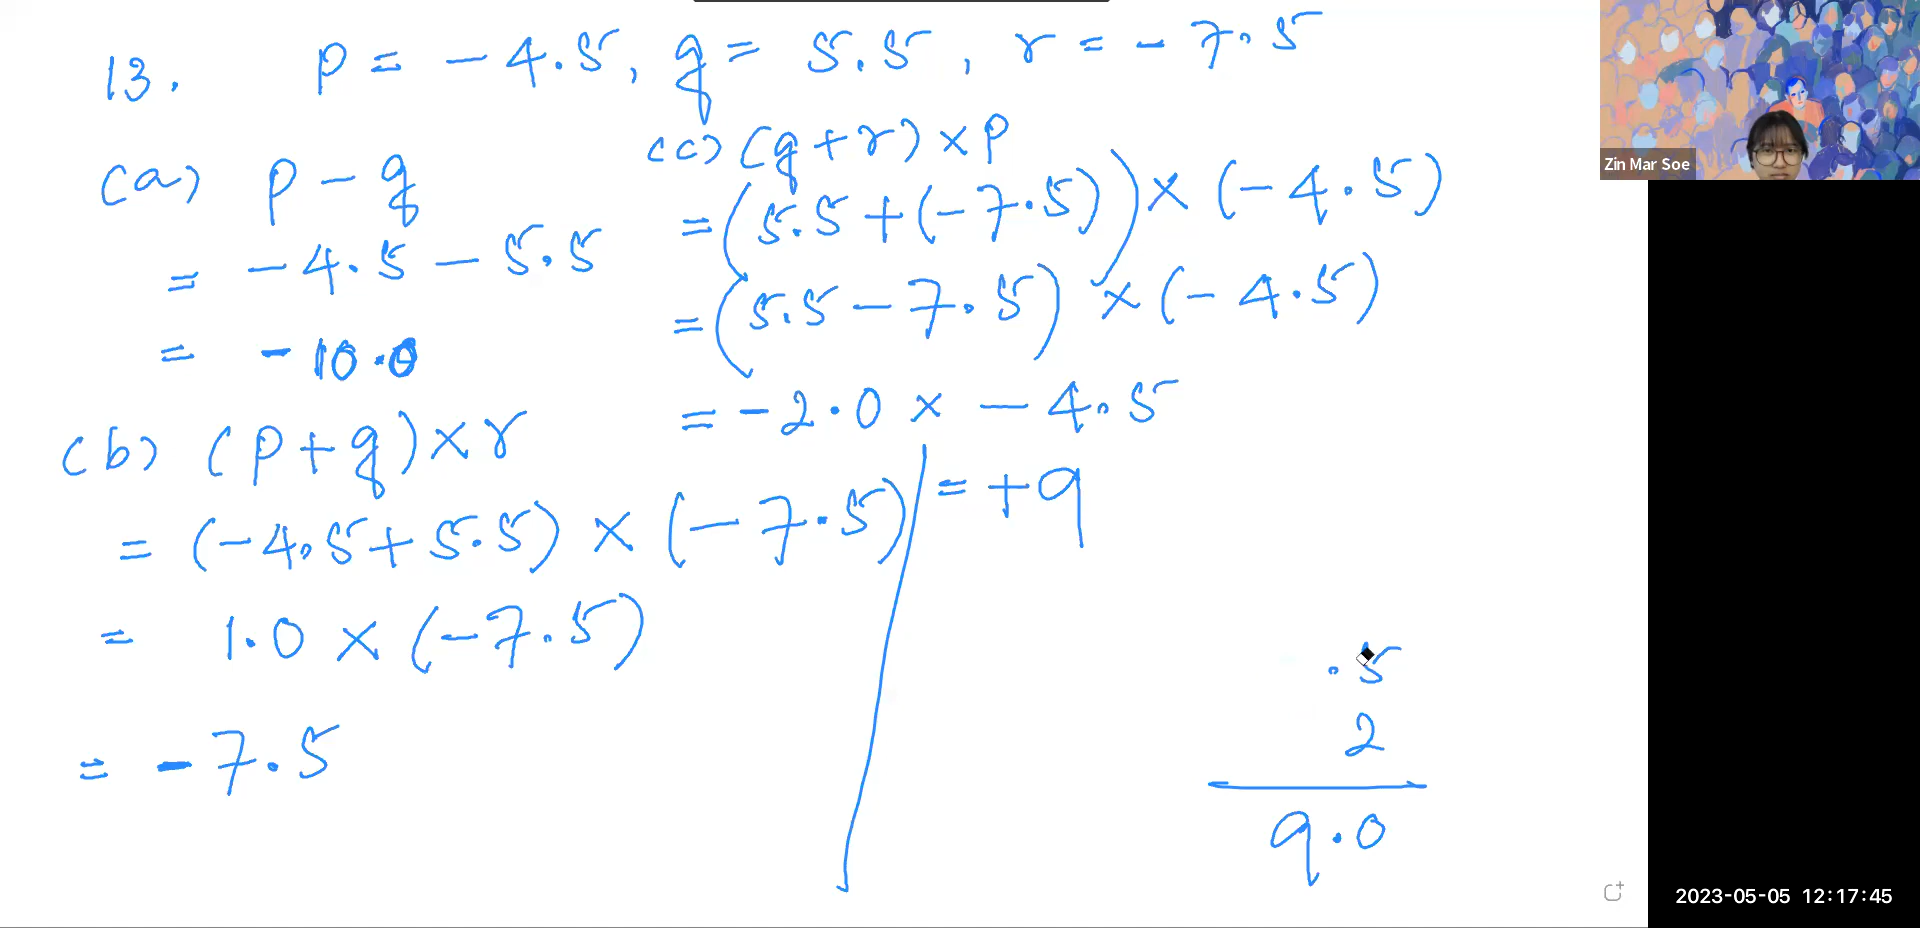 13. p = - 4.5, q = 5.5, r = - 7.5
(a) p - q
= - 4.5 - 5.5
= - 10.0
(b) (p + q) × r
= (- 4.5 + 5.5) × (- 7.5)
= 1.0 × (- 7.5)
= - 7.5
(c) (q + r) × p
= (5.5 + (- 7.5)) × (- 4.5)
= (5.5 - 7.5) × (- 4.5)
= - 2.0 × - 4.5
= + 9
.5
2
9.0
Zin Mar Soe
2023-05-05 12:17:45